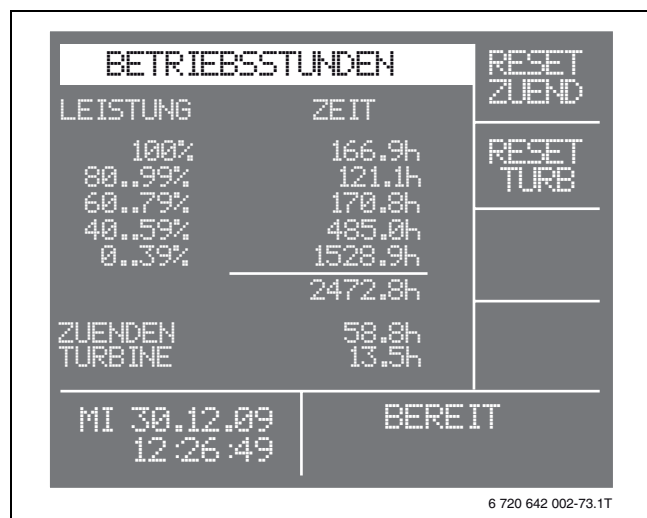 BETRIEBSSTUNDEN
LEISTUNG ZEIT
100% 166.9h
80..99% 121.1h
60..79% 170.8h
40..59% 485.0h
0..39% 1528.9h
2472.8h
ZUENDEN 58.8h
TURBINE 13.5h
RESET
ZUEND
RESET
TURB
MI 30.12.09
12:26:49
BEREIT
6 720 642 002-73.1T